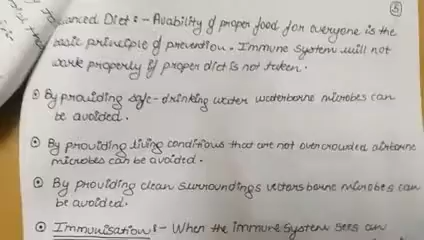 5
anced Diet :- Avability of proper food for everyone is the
basic principle of prevention. Immune system will not
work properly if proper diet is not taken.
⊙ By providing safe-drinking water waterborne microbes can
be avoided.
⊙ By providing living conditions that are not overcrowded airborne
microbes can be avoided.
⊙ By providing clean surroundings vectors borne microbes can
be avoided.
⊙ Immunisation :- When the immune system sees an